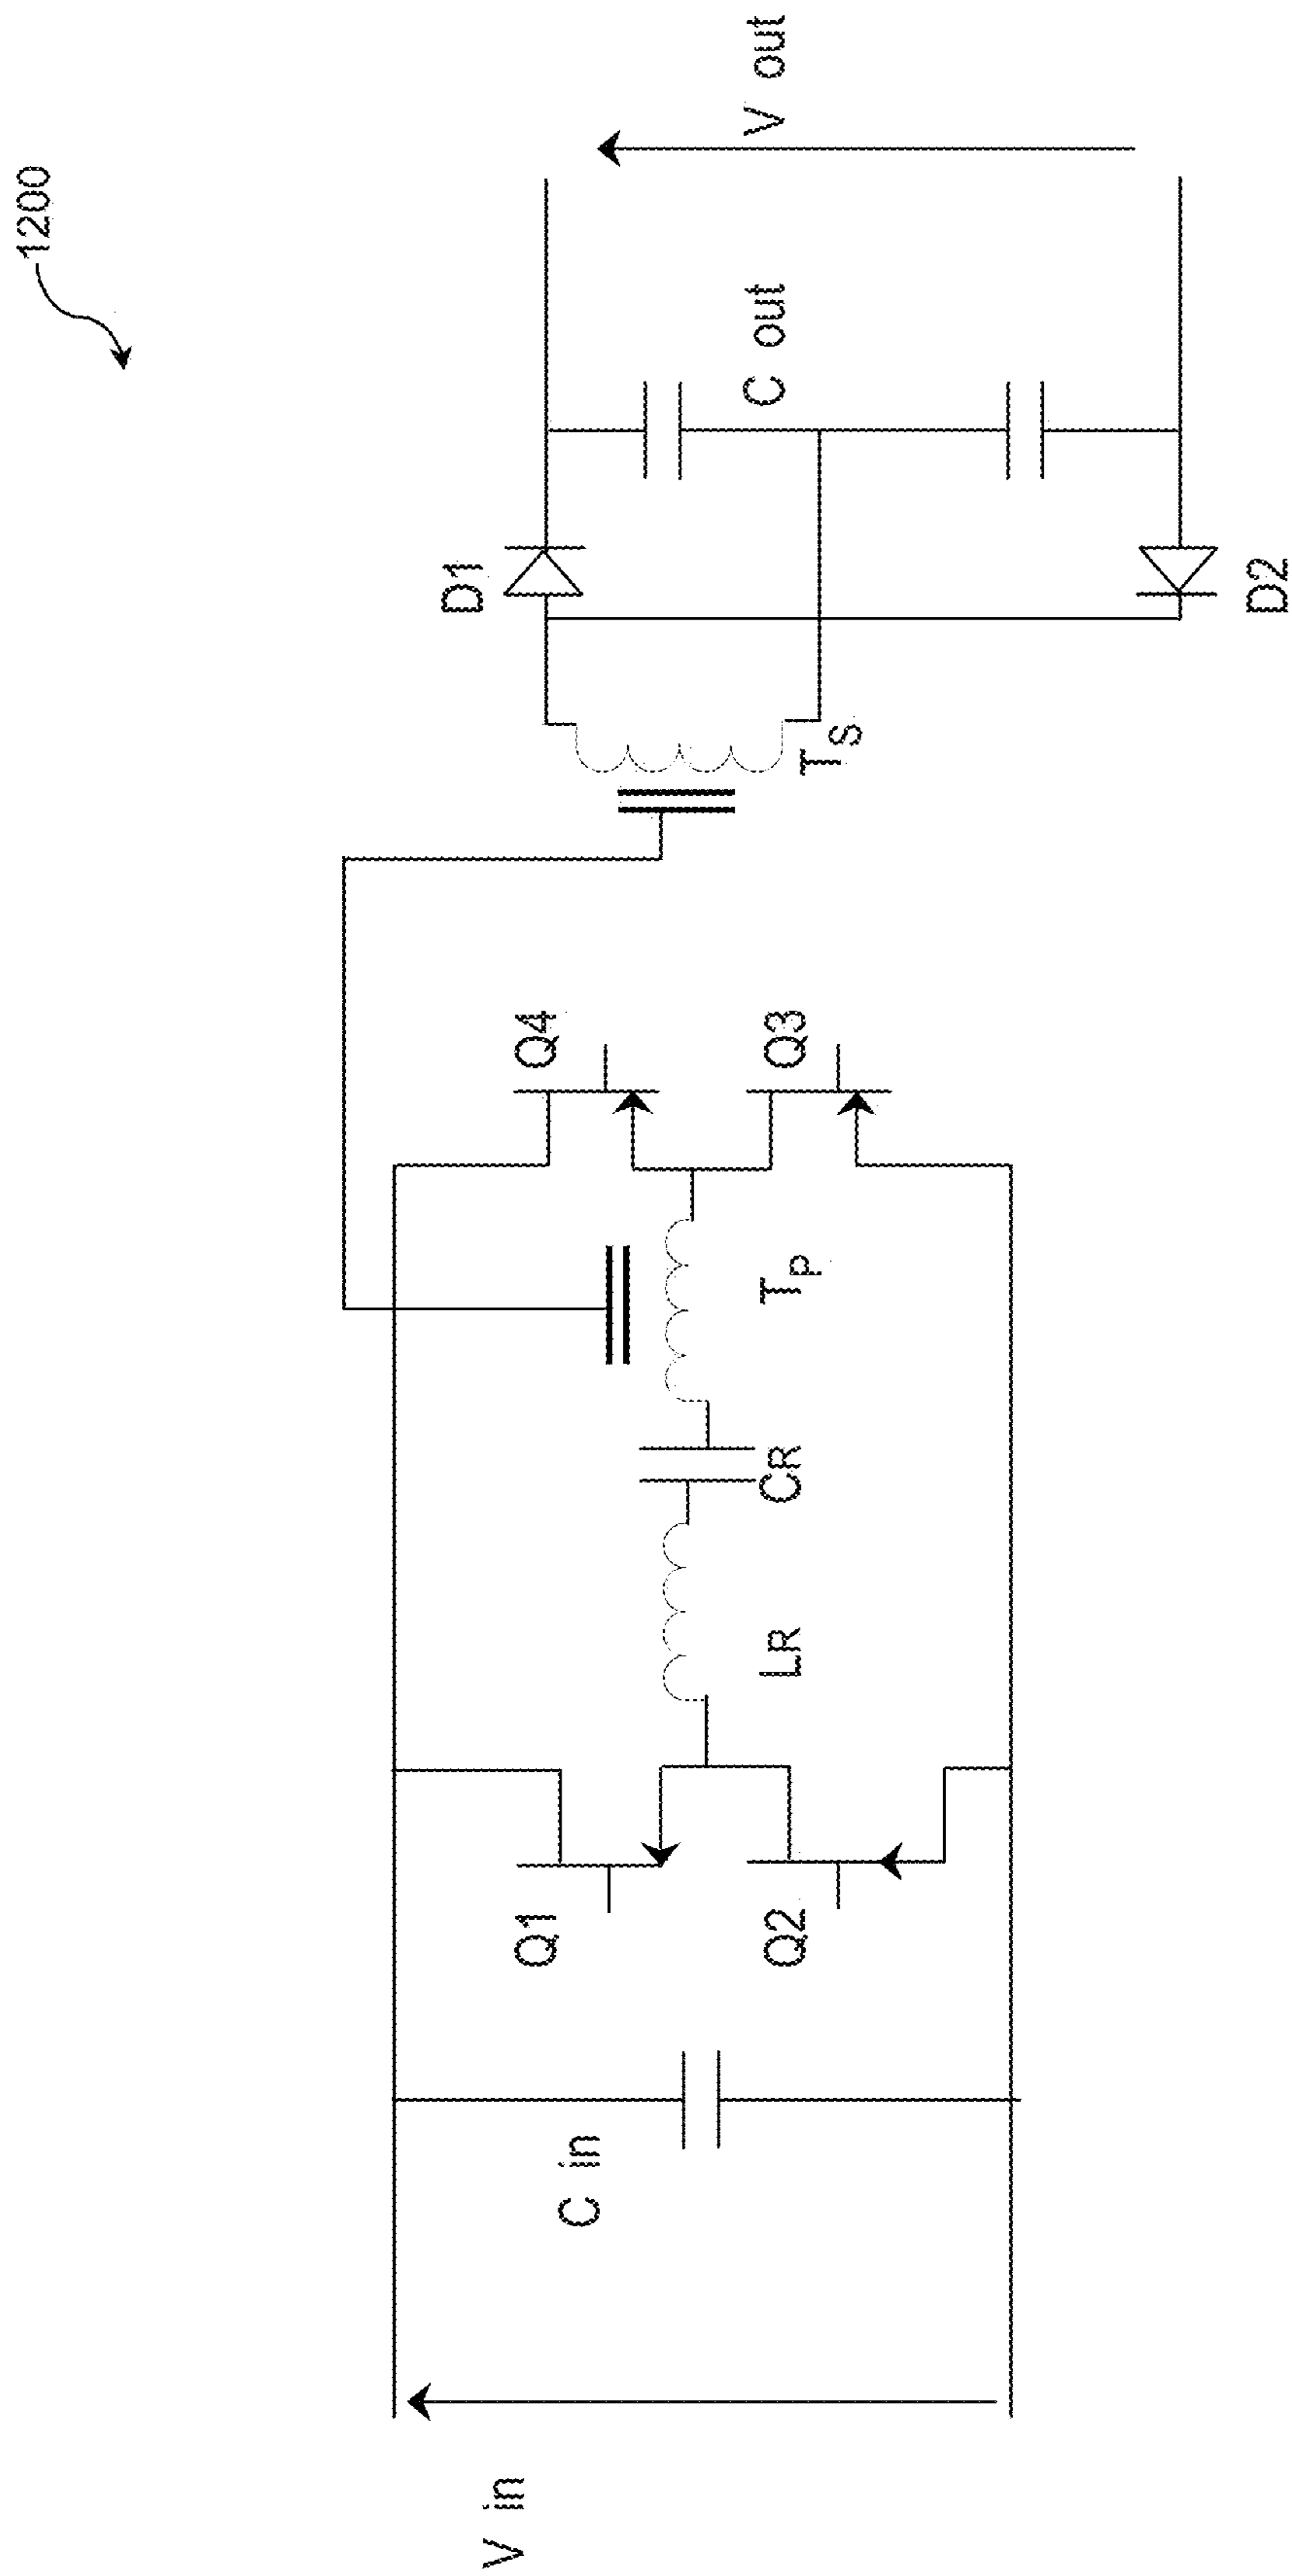 1200
V in
C in
Q1
Q2
LR
CR
TP
Q4
Q3
TS
D1
D2
C out
V out